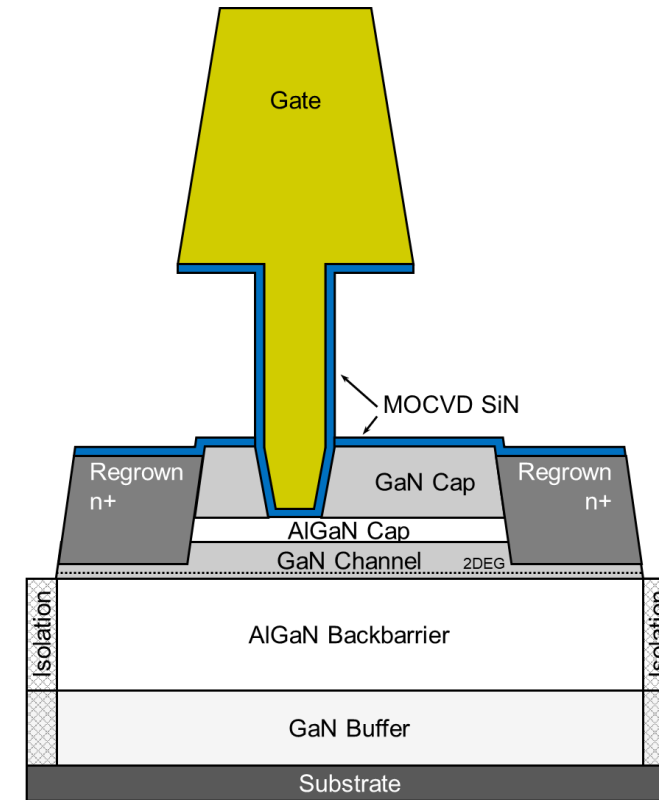 Gate
MOCVD SiN
Regrown
n+
GaN Cap
Regrown
n+
AlGaN Cap
GaN Channel
2DEG
Isolation
AlGaN Backbarrier
Isolation
GaN Buffer
Substrate